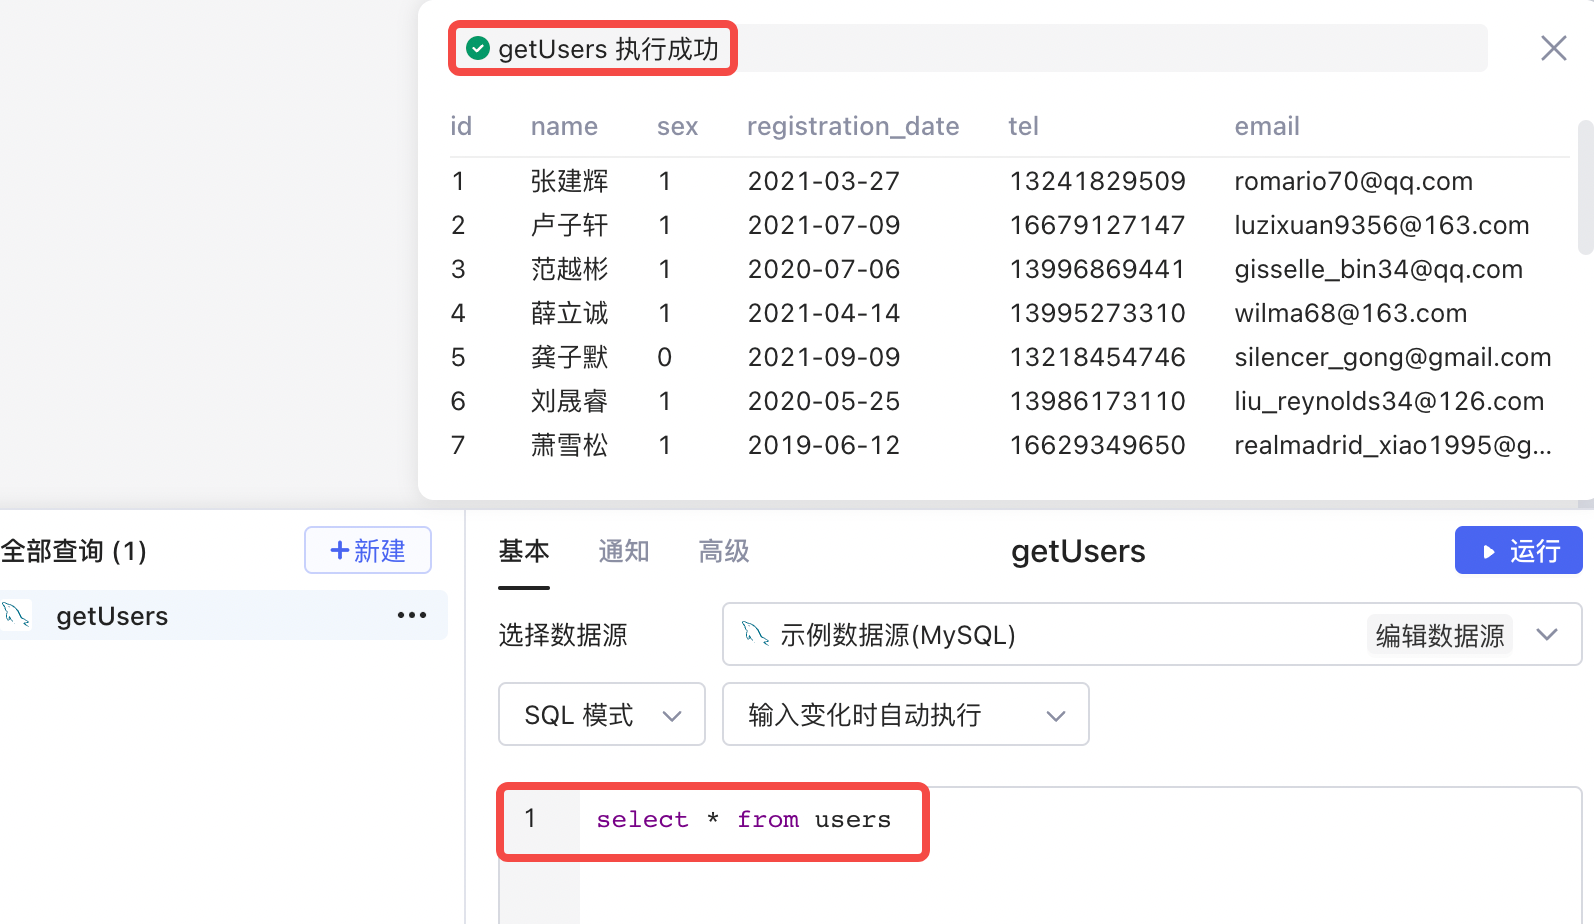 getUsers 执行成功
id name sex registration_date tel email
1 张建辉 1 2021-03-27 13241829509 romario70@qq.com
2 卢子轩 1 2021-07-09 16679127147 luzixuan9356@163.com
3 范越彬 1 2020-07-06 13996869441 gisselle_bin34@qq.com
4 薛立诚 1 2021-04-14 13995273310 wilma68@163.com
5 龚子默 0 2021-09-09 13218454746 silencer_gong@gmail.com
6 刘晟睿 1 2020-05-25 13986173110 liu_reynolds34@126.com
7 萧雪松 1 2019-06-12 16629349650 realmadrid_xiao1995@g...
全部查询 (1) +新建
getUsers
基本 通知 高级 getUsers 运行
选择数据源 示例数据源(MySQL) 编辑数据源
SQL 模式 输入变化时自动执行
1 select * from users